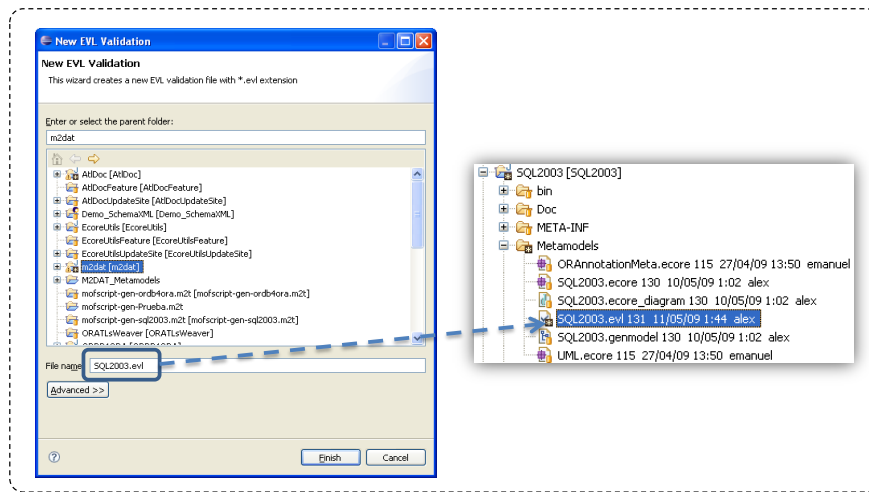 New EVL Validation
New EVL Validation
This wizard creates a new EVL validation file with *.evl extension
Enter or select the parent folder:
m2dat
AtlDoc [AtlDoc]
AtlDocFeature [AtlDocFeature]
AtlDocUpdateSite [AtlDocUpdateSite]
Demo_SchemaXML [Demo_SchemaXML]
EcoreUtils [EcoreUtils]
EcoreUtilsFeature [EcoreUtilsFeature]
EcoreUtilsUpdateSite [EcoreUtilsUpdateSite]
m2dat [m2dat]
M2DAT_Metamodels
mofscript-gen-ordb4ora.m2t [mofscript-gen-ordb4ora.m2t]
mofscript-gen-Prueba.m2t
mofscript-gen-sql2003.m2t [mofscript-gen-sql2003.m2t]
ORATLsWeaver [ORATLsWeaver]
File name: SQL2003.evl
Advanced >>
Finish
Cancel
SQL2003 [SQL2003]
bin
Doc
META-INF
Metamodels
ORAnnotationMeta.ecore 115 27/04/09 13:50 emanuel
SQL2003.ecore 130 10/05/09 1:02 alex
SQL2003.ecore_diagram 130 10/05/09 1:02 alex
SQL2003.evl 131 11/05/09 1:44 alex
SQL2003.genmodel 130 10/05/09 1:02 alex
UML.ecore 115 27/04/09 13:50 emanuel